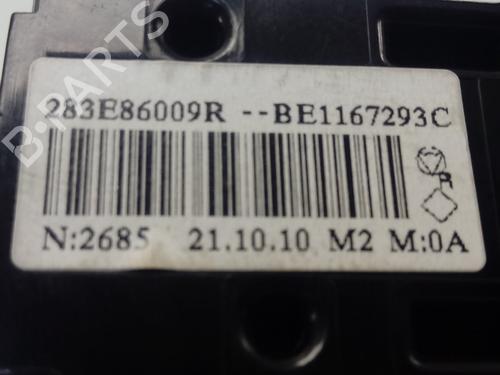 283E86009R --BE1167293C
R
N:2685 21.10.10 M2 M:0A
B-PARTS